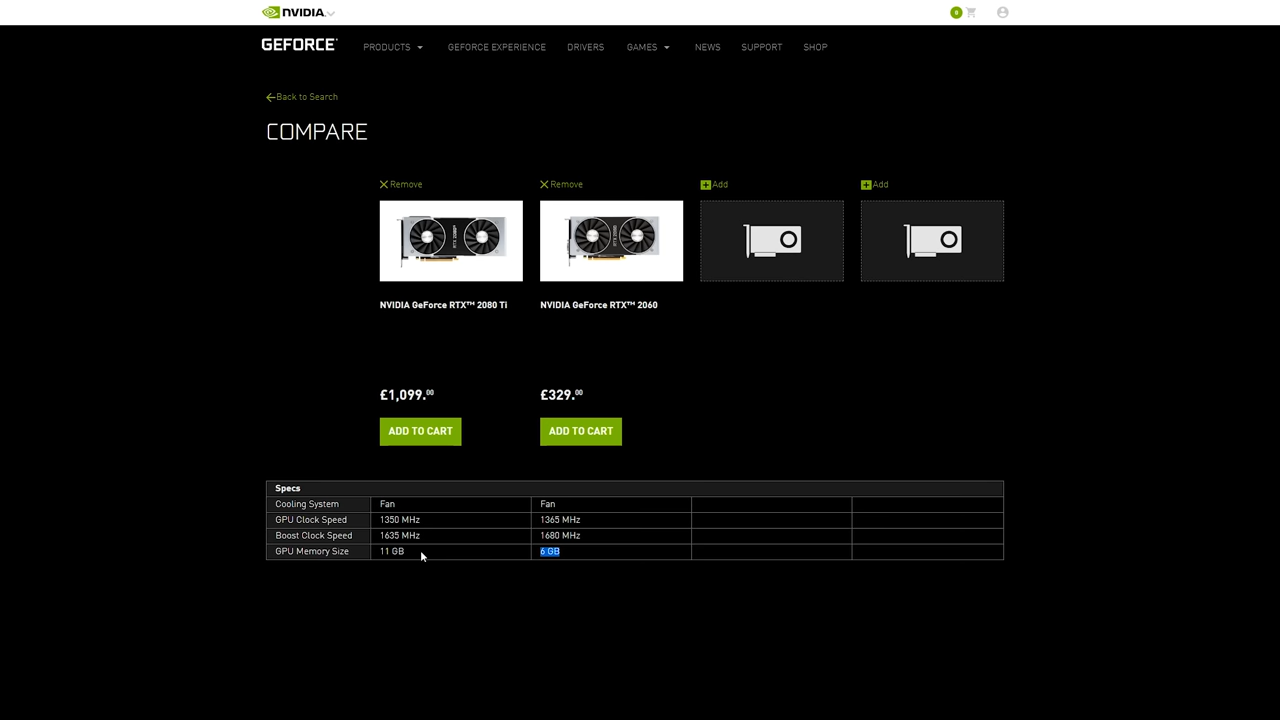 NVIDIA.
0
GEFORCE
PRODUCTS
GEFORCE EXPERIENCE
DRIVERS
GAMES
NEWS
SUPPORT
SHOP
Back to Search
COMPARE
Remove
Remove
Add
Add
NVIDIA GeForce RTX™ 2080 Ti
NVIDIA GeForce RTX™ 2060
£1,099.00
£329.00
ADD TO CART
ADD TO CART
Specs
Cooling System Fan Fan
GPU Clock Speed 1350 MHz 1365 MHz
Boost Clock Speed 1635 MHz 1680 MHz
GPU Memory Size 11 GB 6 GB